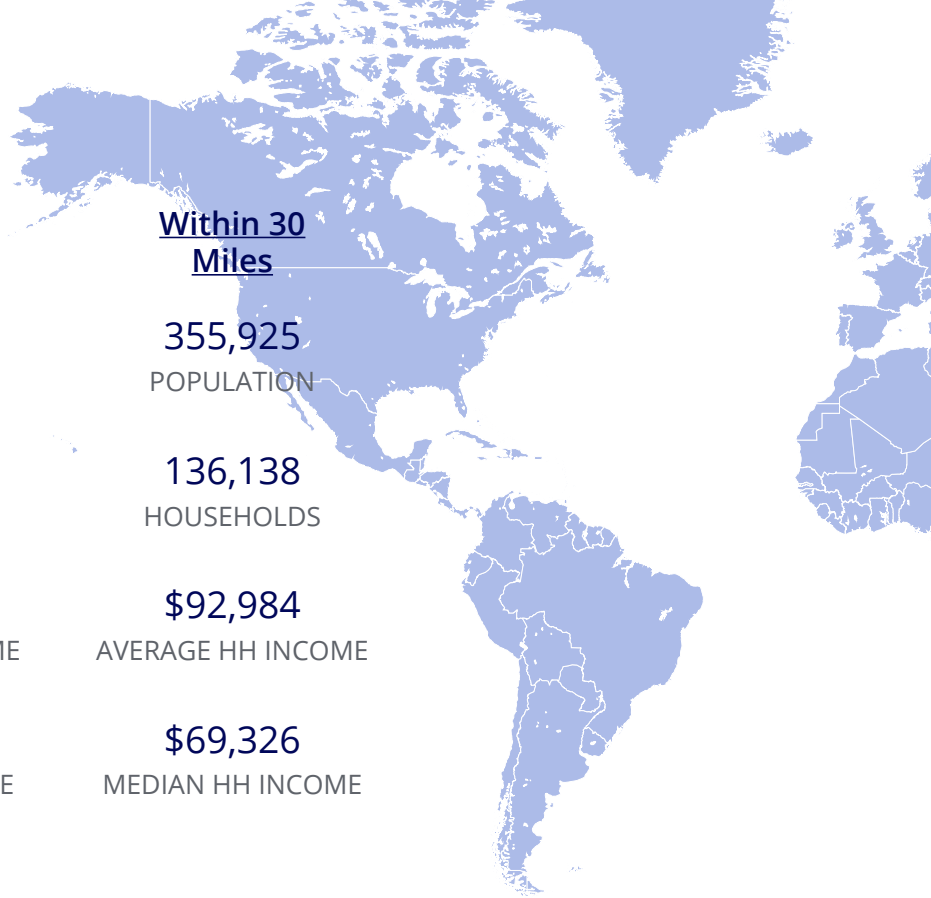 Within 30
Miles
355,925
POPULATION
136,138
HOUSEHOLDS
$92,984
AVERAGE HH INCOME
$69,326
MEDIAN HH INCOME